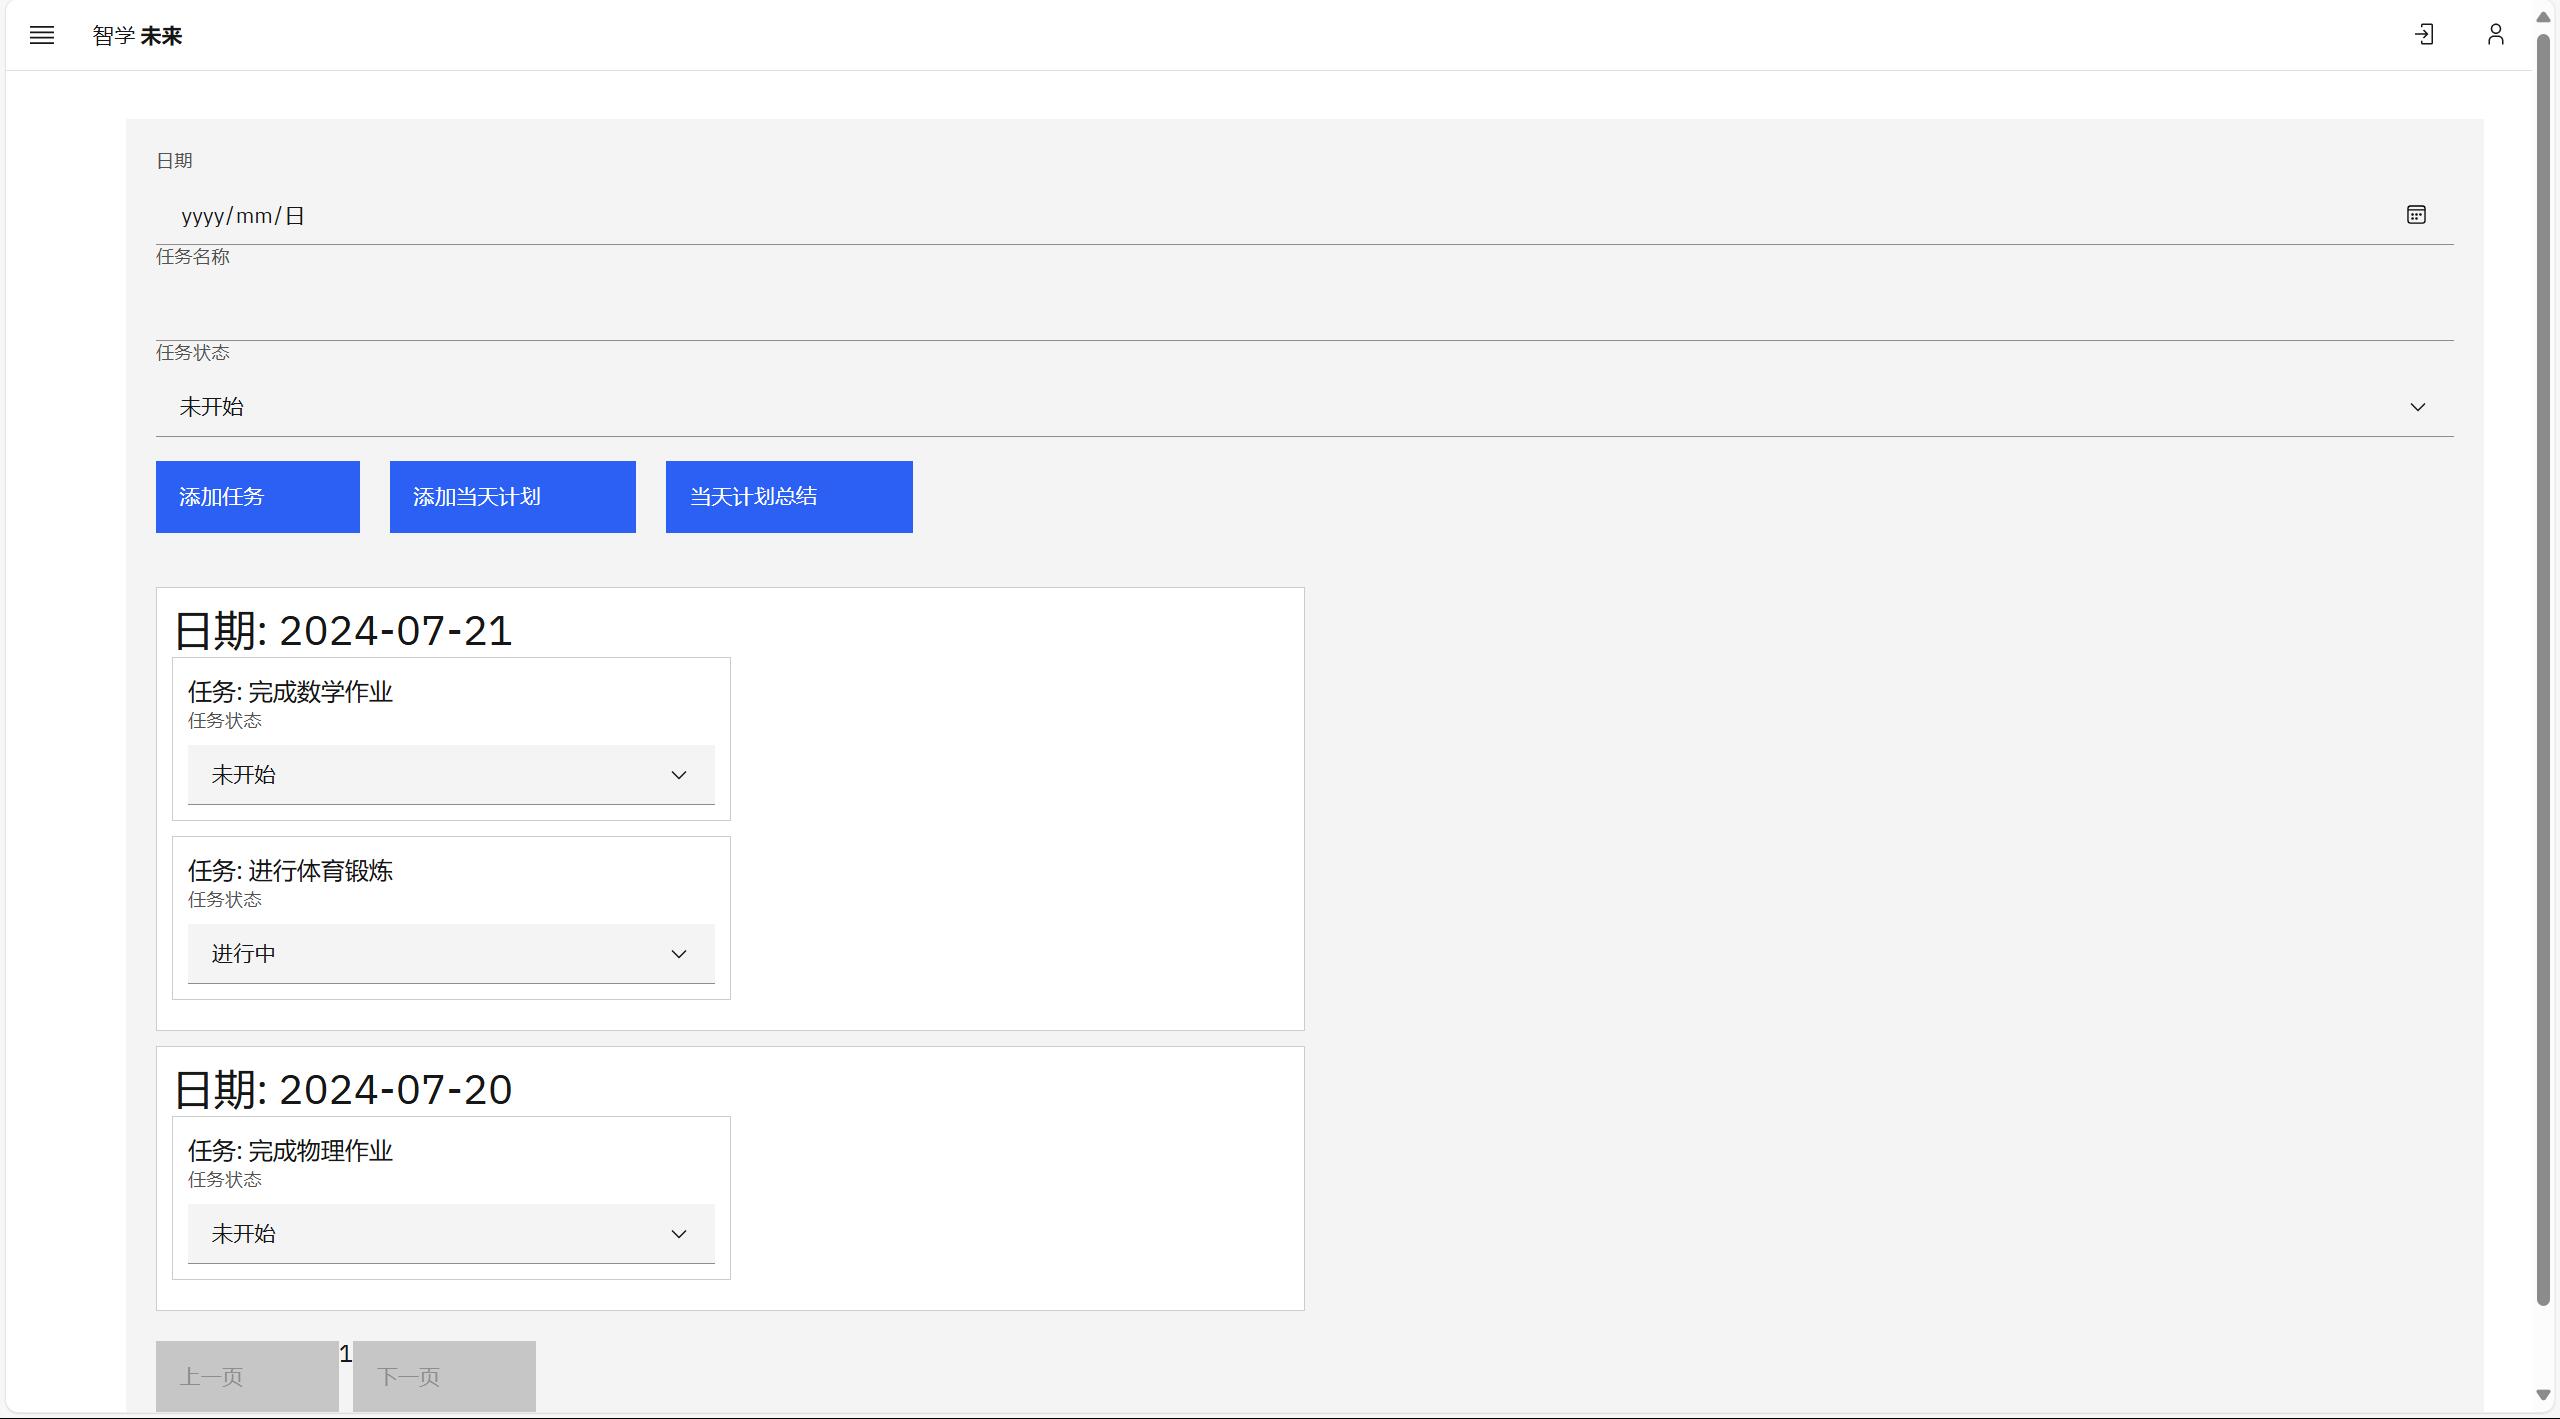 智学 未来
日期
yyyy/mm/日
任务名称
任务状态
未开始
添加任务
添加当天计划
当天计划总结
日期: 2024-07-21
任务: 完成数学作业
任务状态
未开始
任务: 进行体育锻炼
任务状态
进行中
日期: 2024-07-20
任务: 完成物理作业
任务状态
未开始
上一页
1
下一页